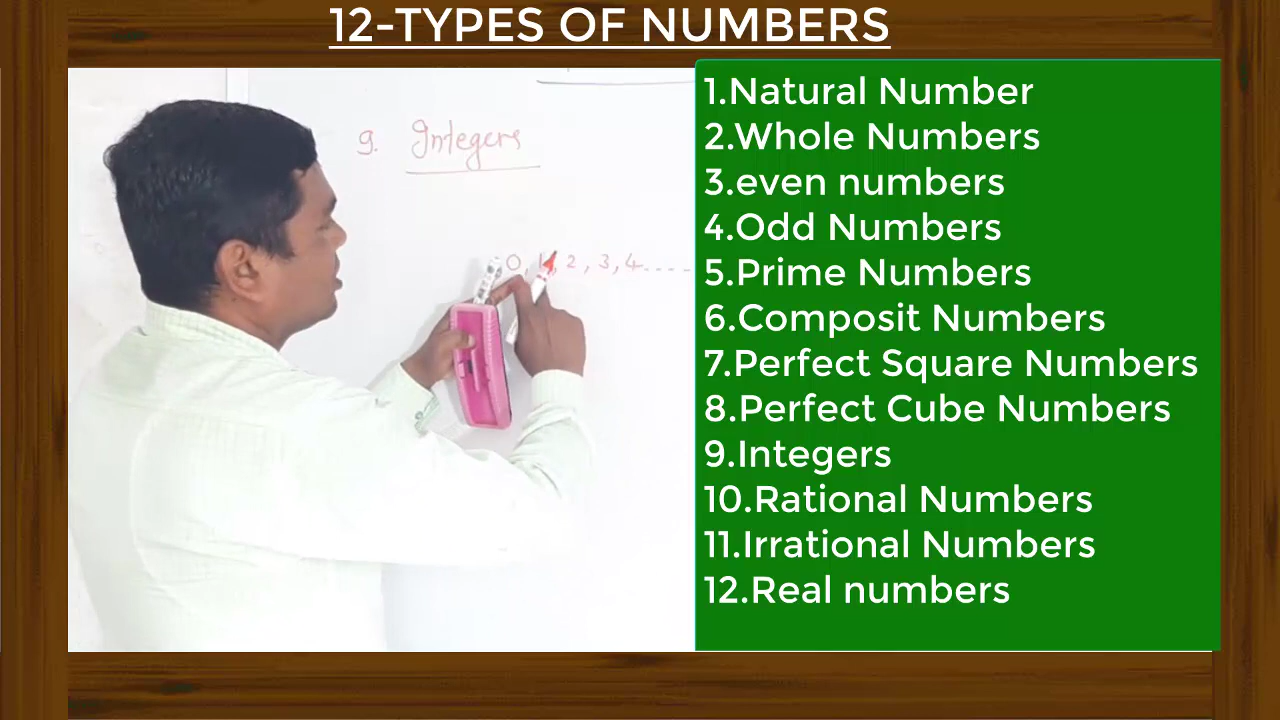 12-TYPES OF NUMBERS
9. Integers
0, 1, 2, 3, 4.....
1.Natural Number
2.Whole Numbers
3.even numbers
4.Odd Numbers
5.Prime Numbers
6.Composit Numbers
7.Perfect Square Numbers
8.Perfect Cube Numbers
9.Integers
10.Rational Numbers
11.Irrational Numbers
12.Real numbers